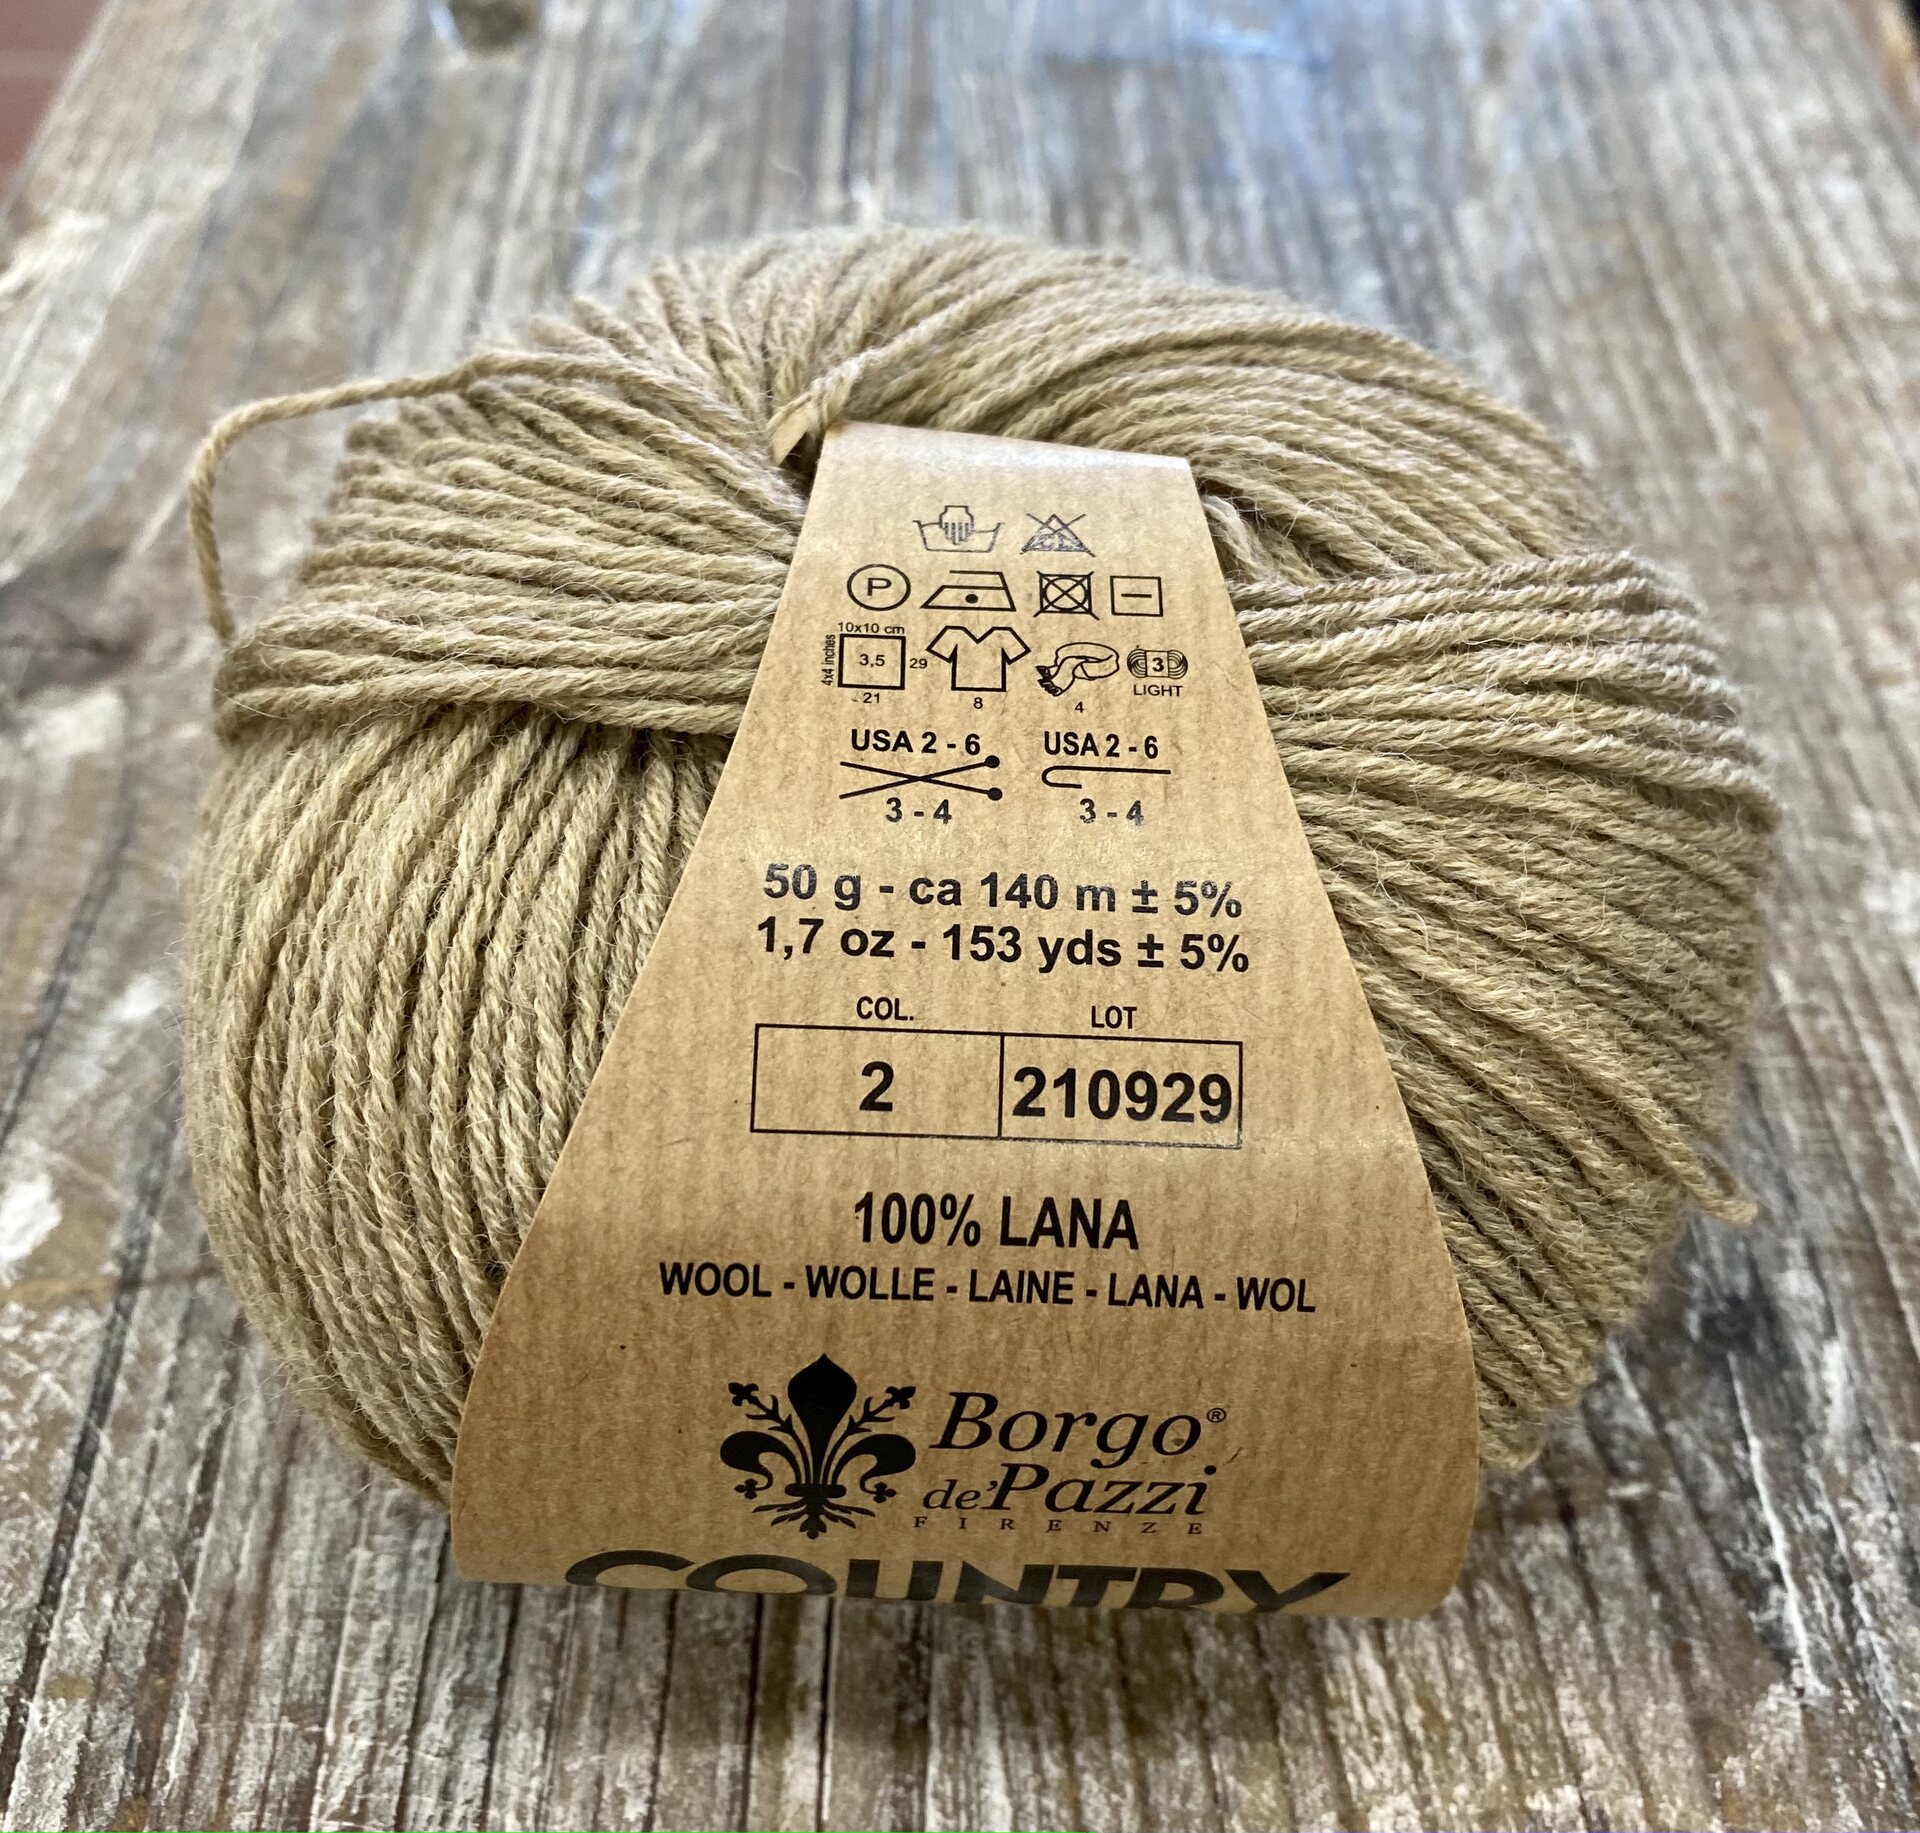 CL
P
10x10 cm
4x4 inches
3,5
29
- 21
8
4
3
LIGHT
USA 2 - 6 USA 2 - 6
3 - 4 3 - 4
50 g - ca 140 m ± 5%
1,7 oz - 153 yds ± 5%
COL. LOT
2 210929
100% LANA
WOOL - WOLLE - LAINE - LANA - WOL
Borgo®
de'Pazzi
FIRENZE
COUNTRY